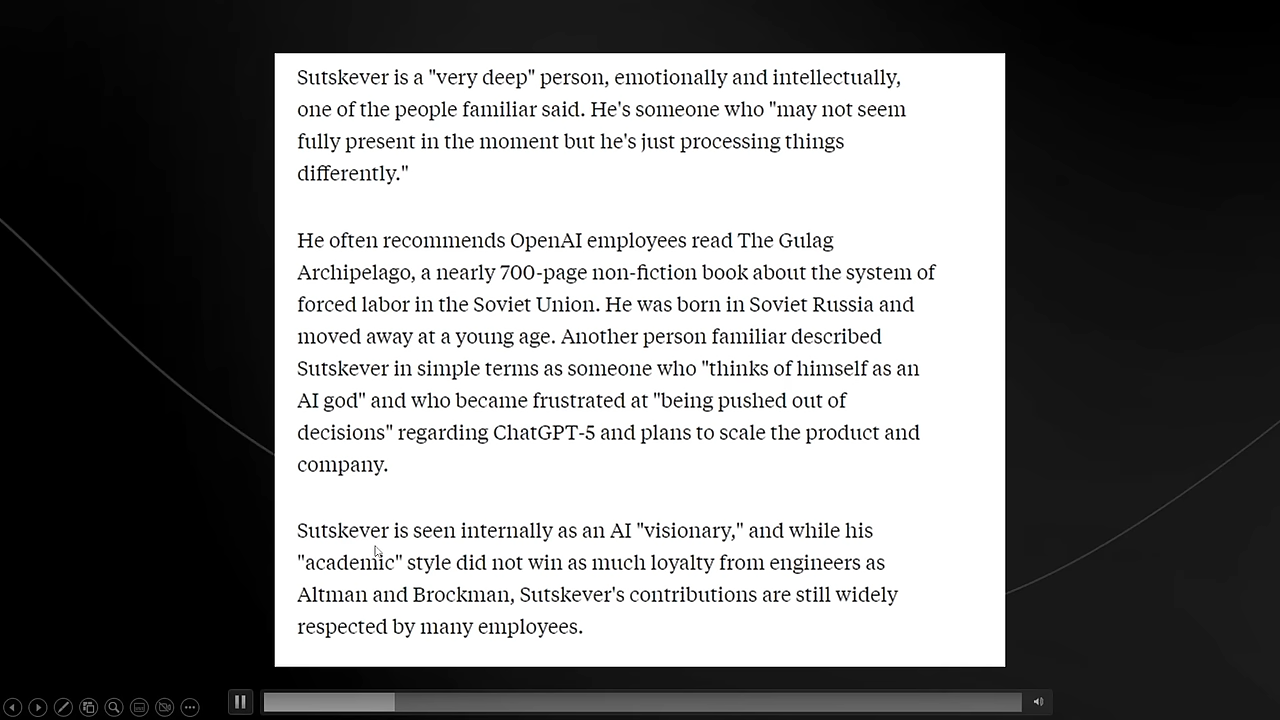 Sutskever is a "very deep" person, emotionally and intellectually,
one of the people familiar said. He's someone who "may not seem
fully present in the moment but he's just processing things
differently."
He often recommends OpenAI employees read The Gulag
Archipelago, a nearly 700-page non-fiction book about the system of
forced labor in the Soviet Union. He was born in Soviet Russia and
moved away at a young age. Another person familiar described
Sutskever in simple terms as someone who "thinks of himself as an
AI god" and who became frustrated at "being pushed out of
decisions" regarding ChatGPT-5 and plans to scale the product and
company.
Sutskever is seen internally as an AI "visionary," and while his
"academic" style did not win as much loyalty from engineers as
Altman and Brockman, Sutskever's contributions are still widely
respected by many employees.